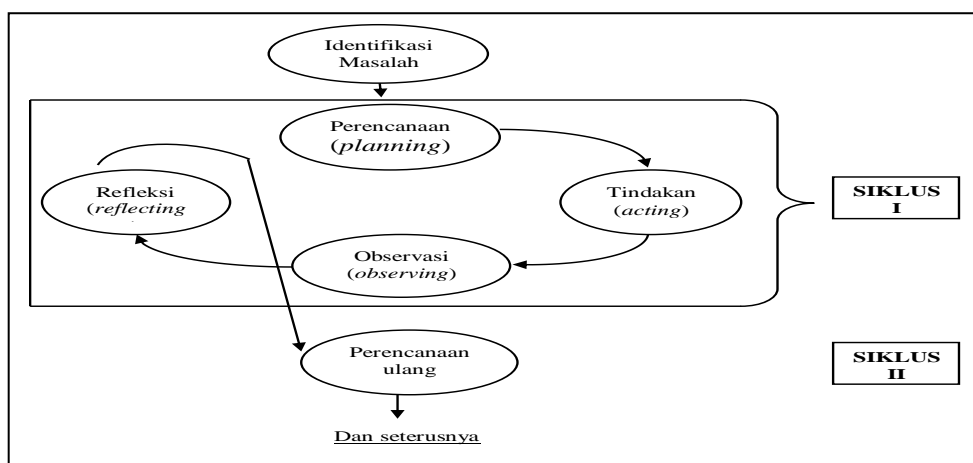 Identifikasi
Masalah
Perencanaan
(planning)
Refleksi
(reflecting
Tindakan
(acting)
SIKLUS
I
Observasi
(observing)
Perencanaan
ulang
SIKLUS
II
Dan seterusnya